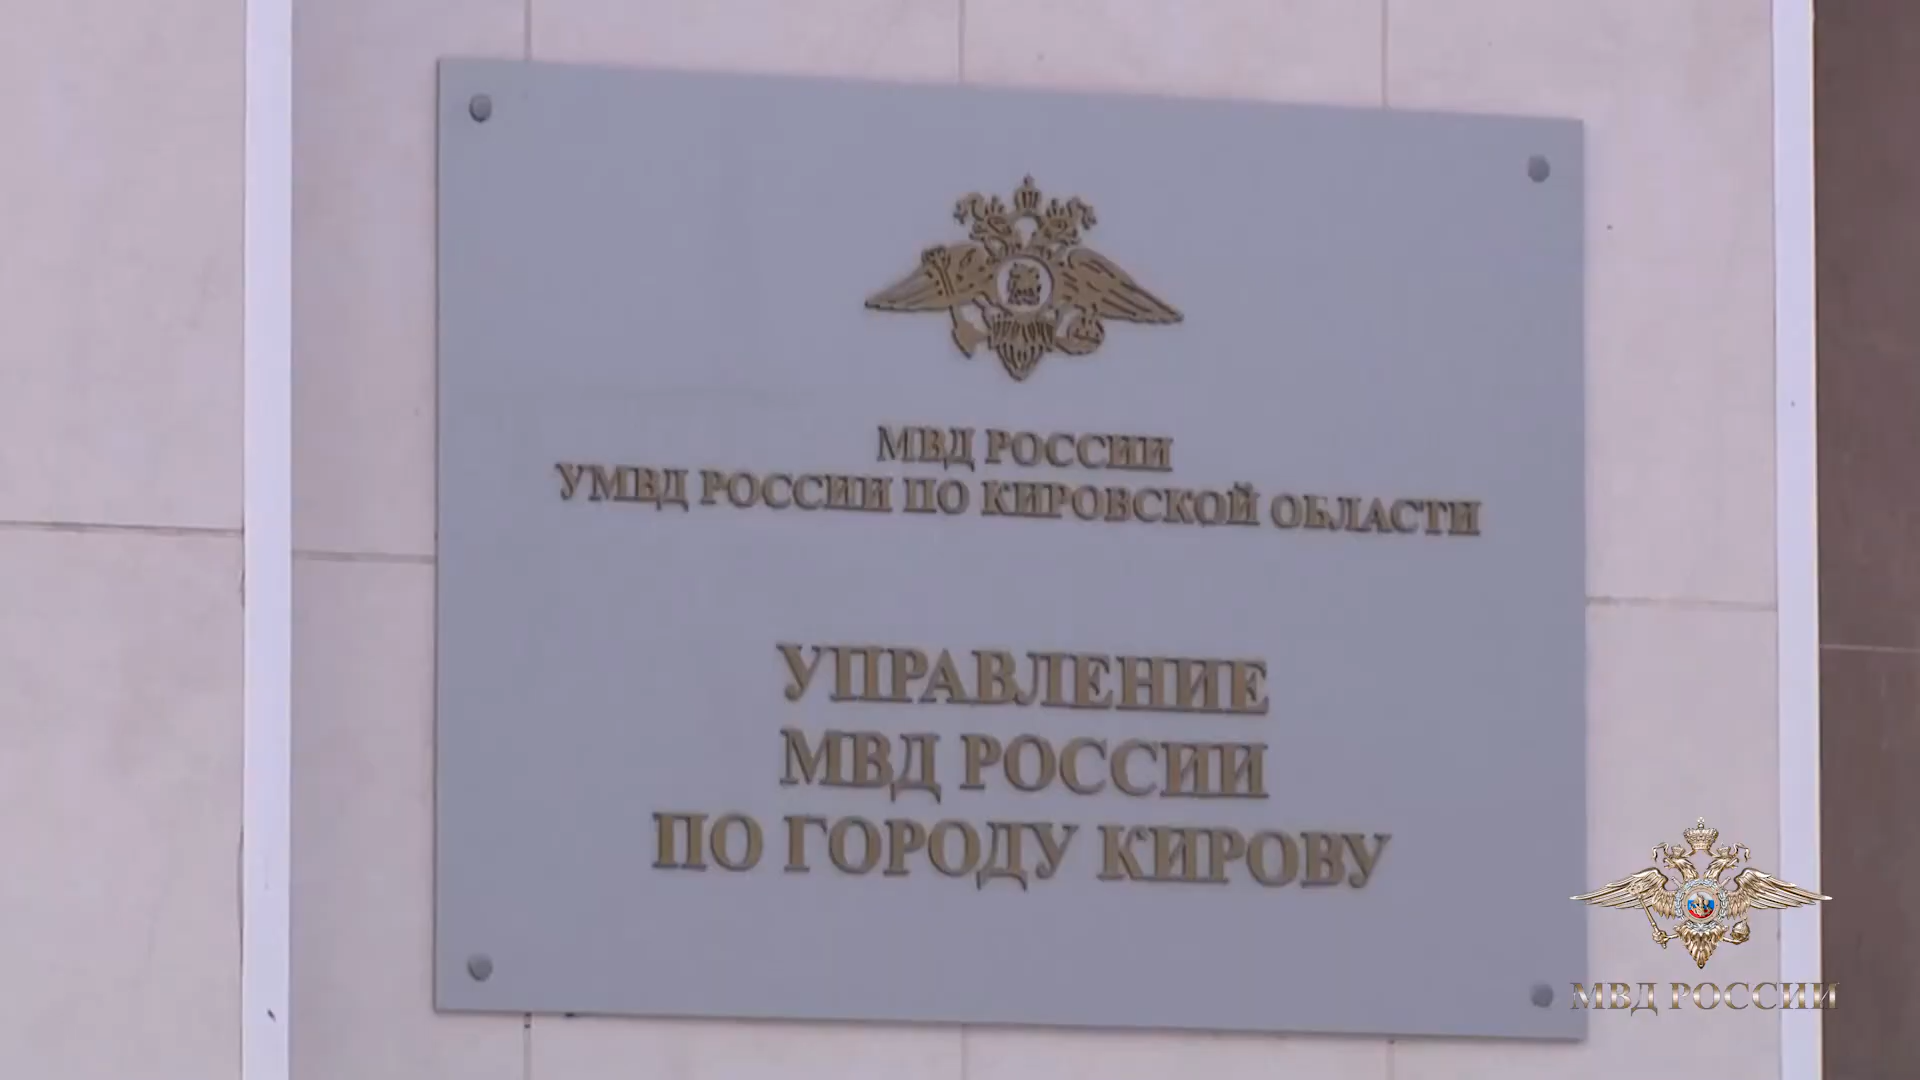 МВД РОССИИ
УМВД РОССИИ ПО КИРОВСКОЙ ОБЛАСТИ
УПРАВЛЕНИЕ
МВД РОССИИ
ПО ГОРОДУ КИРОВУ
МВД РОССИИ